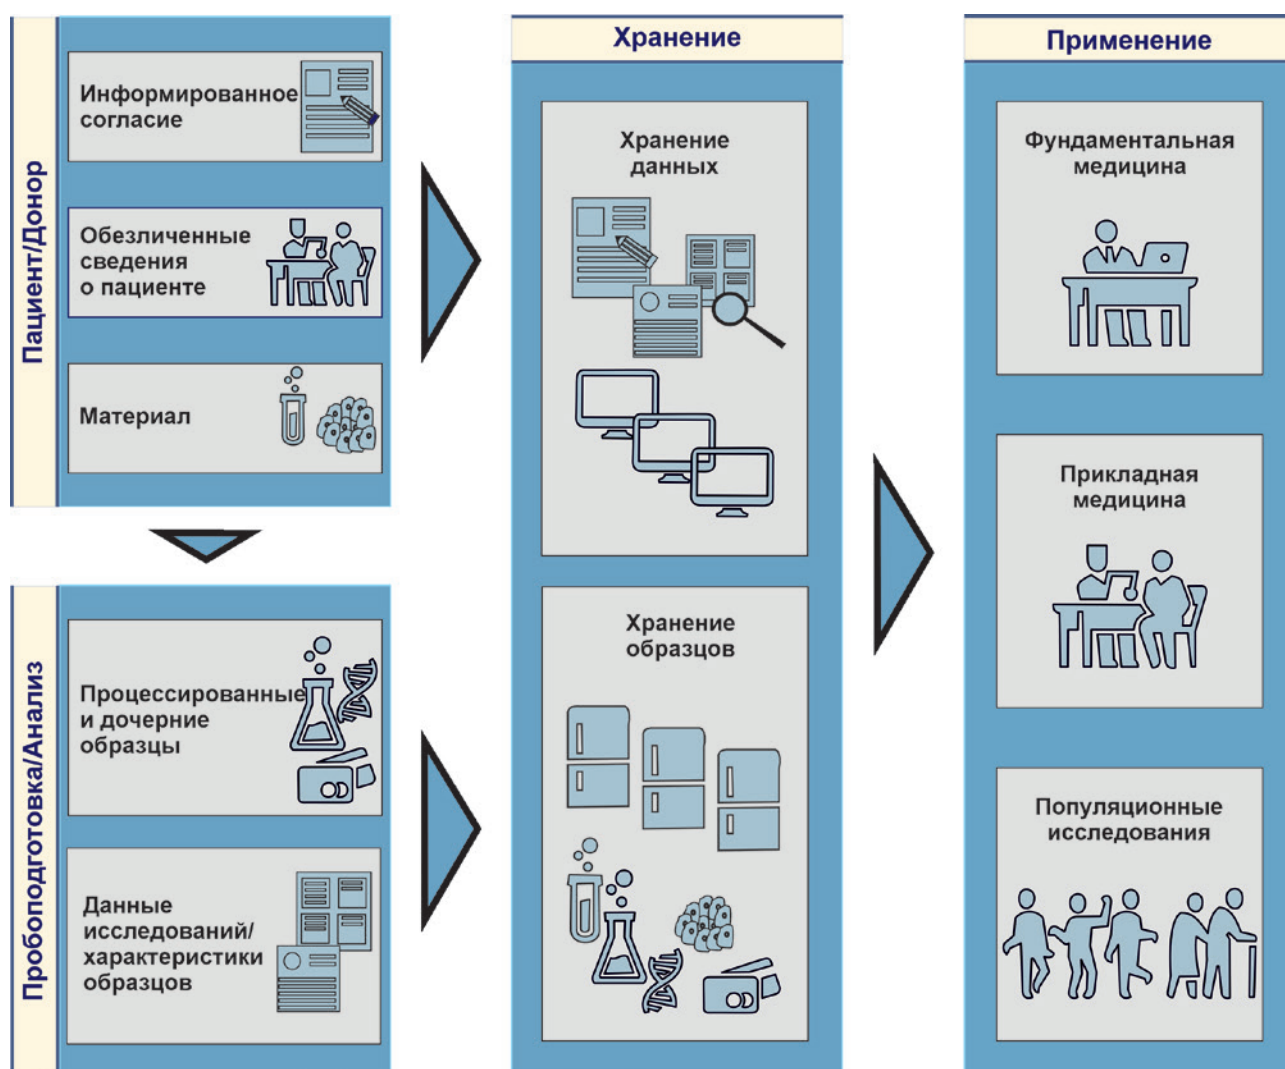 Пациент/Донор
Информированное
согласие
Обезличенные
сведения
о пациенте
Материал
Пробоподготовка/Анализ
Процессированные
и дочерние
образцы
Данные
исследований/
характеристики
образцов
Хранение
Хранение
данных
Хранение
образцов
Применение
Фундаментальная
медицина
Прикладная
медицина
Популяционные
исследования